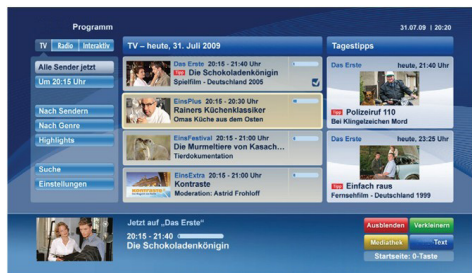 Programm
31.07.09 | 20:20
TV Radio Interaktiv
TV – heute, 31. Juli 2009
Tagestipps
Alle Sender jetzt
Um 20:15 Uhr
Nach Sendern
Nach Genre
Highlights
Suche
Einstellungen
Das Erste 20:15 - 21:40 Uhr
Tipp Die Schokoladenkönigin
Spielfilm - Deutschland 2005
EinsPlus 20:15 - 20:30 Uhr
Rainers Küchenklassiker
Omas Küche aus dem Osten
EinsFestival 20:15 - 21:00 Uhr
Die Murmeltiere von Kasach...
Tierdokumentation
EinsExtra 20:15 - 21:00 Uhr
Kontraste
Moderation: Astrid Frohloff
Das Erste heute, 21:40 Uhr
Tipp Polizeiruf 110
Bei Klingelzeichen Mord
Das Erste heute, 23:25 Uhr
Tipp Einfach raus
Fernsehfilm - Deutschland 1999
Jetzt auf „Das Erste“
20:15 - 21:40
Die Schokoladenkönigin
Ausblenden Verkleinern
Mediathek Text
Startseite: 0-Taste